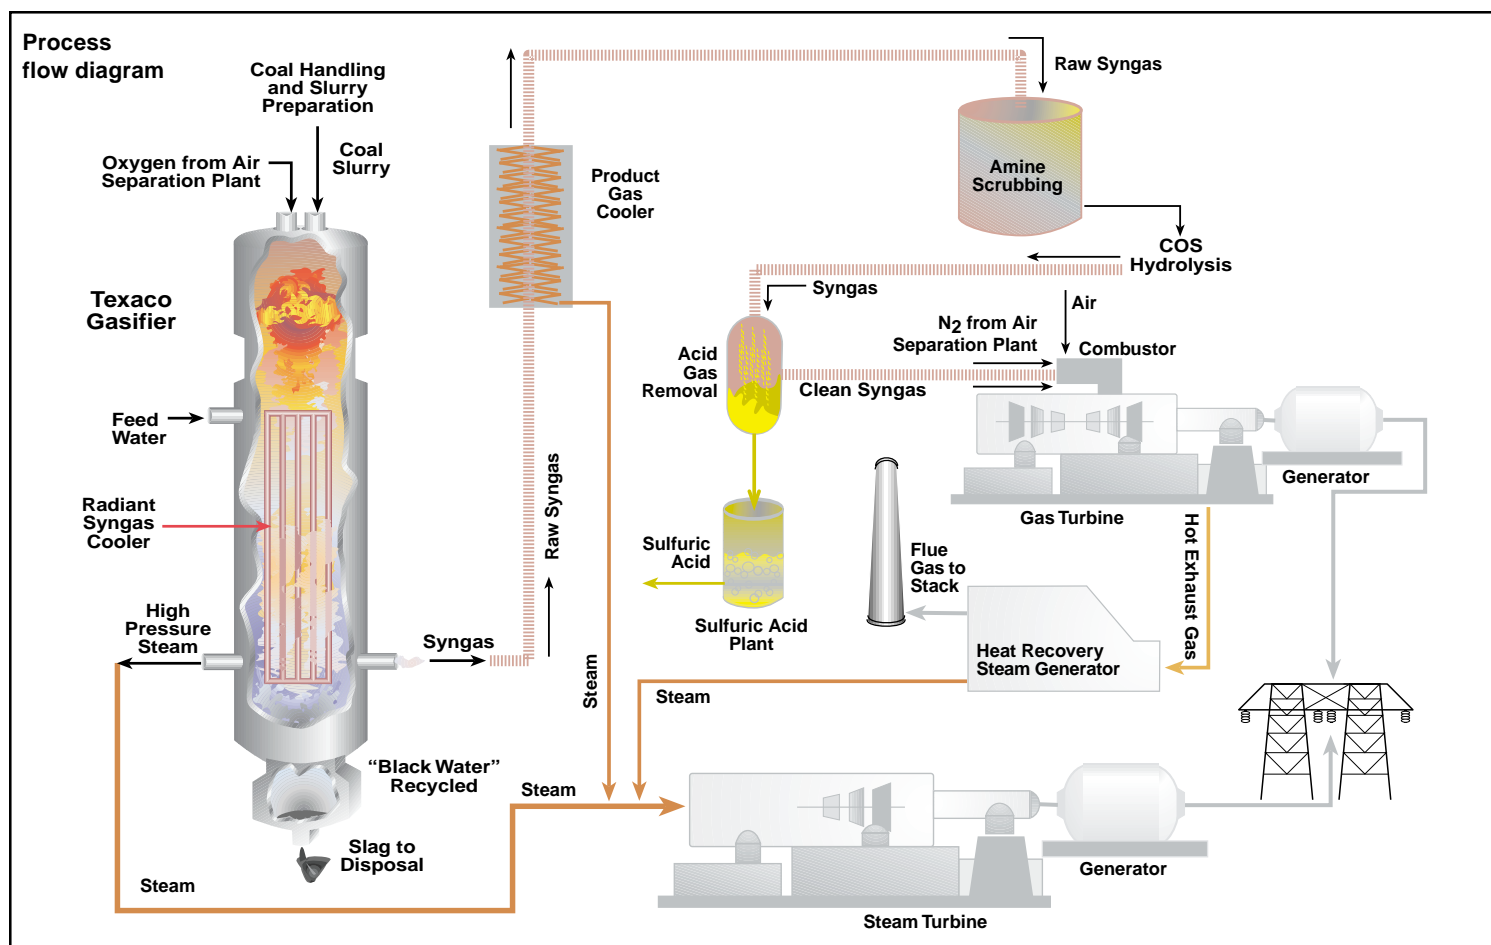 Process
flow diagram
Coal Handling
and Slurry
Preparation
Oxygen from Air
Separation Plant
Coal
Slurry
Texaco
Gasifier
Feed
Water
Radiant
Syngas
Cooler
High
Pressure
Steam
Syngas
Raw Syngas
"Black Water"
Recycled
Slag to
Disposal
Steam
Product
Gas
Cooler
Raw Syngas
Amine
Scrubbing
COS
Hydrolysis
Syngas
Air
N2 from Air
Separation Plant
Combustor
Acid
Gas
Removal
Clean Syngas
Generator
Gas Turbine
Hot Exhaust Gas
Sulfuric
Acid
Sulfuric Acid
Plant
Flue
Gas to
Stack
Heat Recovery
Steam Generator
Steam
Steam
Steam
Generator
Steam Turbine